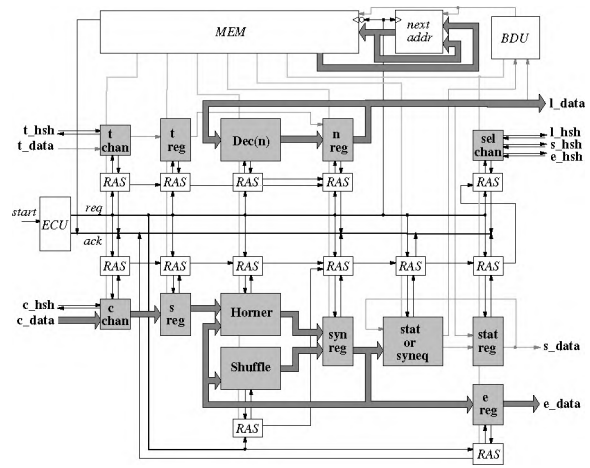 MEM
next
addr
BDU
l_data
t_hsh
t_data
t
chan
t
reg
Dec(n)
n
reg
sel
chan
l_hsh
s_hsh
e_hsh
RAS
RAS
RAS
RAS
RAS
start
ECU
req
ack
RAS
RAS
RAS
RAS
RAS
RAS
c_hsh
c_data
c
chan
s
reg
Horner
Shuffle
syn
reg
stat
or
syneq
stat
reg
s_data
e
reg
e_data
RAS
RAS